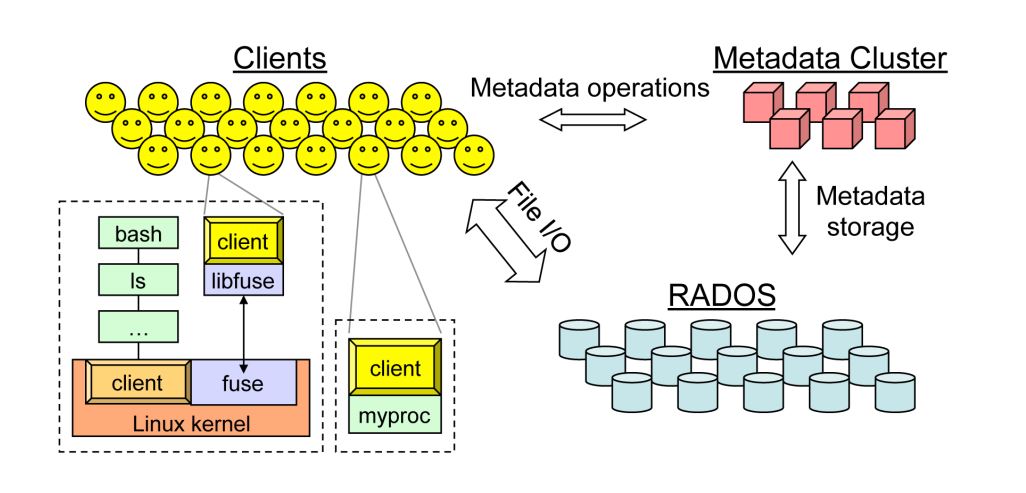 Clients
Metadata Cluster
Metadata operations
File I/O
Metadata
storage
RADOS
bash
ls
...
client
libfuse
client
fuse
Linux kernel
client
myproc